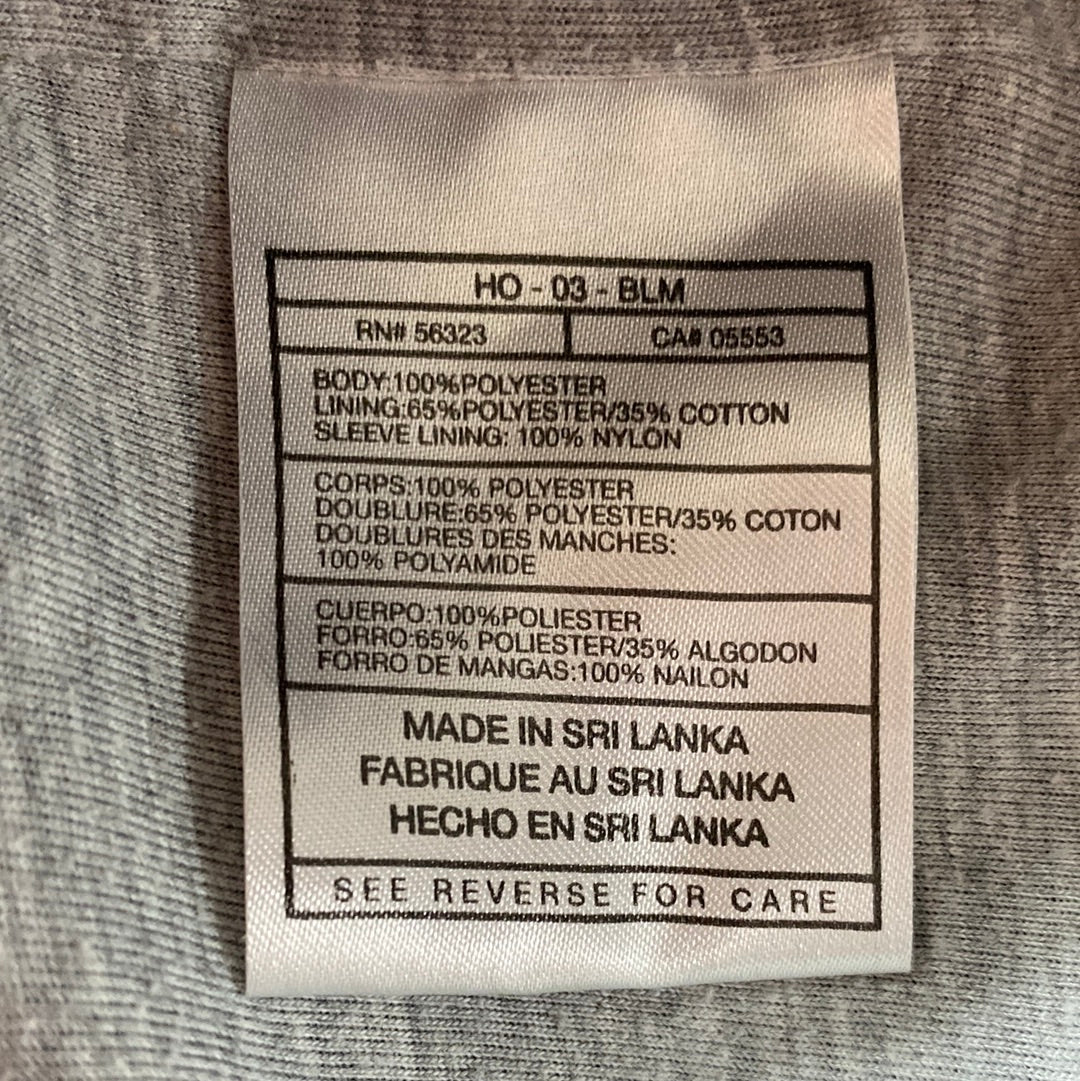 HO - 03 - BLM
RN# 56323 CA# 05553
BODY:100%POLYESTER
LINING:65%POLYESTER/35% COTTON
SLEEVE LINING: 100% NYLON
CORPS:100% POLYESTER
DOUBLURE:65% POLYESTER/35% COTON
DOUBLURES DES MANCHES:
100% POLYAMIDE
CUERPO:100%POLIESTER
FORRO:65% POLIESTER/35% ALGODON
FORRO DE MANGAS:100% NAILON
MADE IN SRI LANKA
FABRIQUE AU SRI LANKA
HECHO EN SRI LANKA
SEE REVERSE FOR CARE